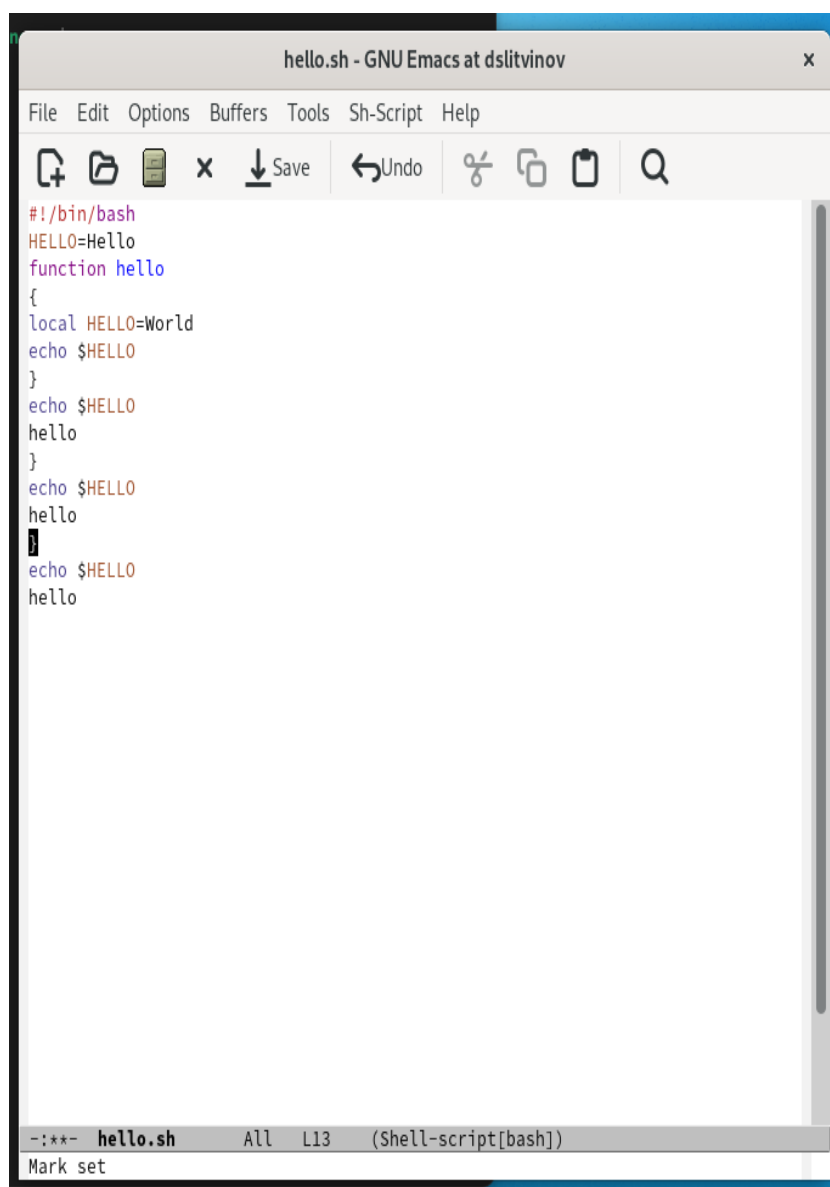 hello.sh - GNU Emacs at dslitvinov
File Edit Options Buffers Tools Sh-Script Help
Save Undo
#!/bin/bash
HELLO=Hello
function hello
{
local HELLO=World
echo $HELLO
}
echo $HELLO
hello
}
echo $HELLO
hello
}
echo $HELLO
hello
-:**- hello.sh All L13 (Shell-script[bash])
Mark set